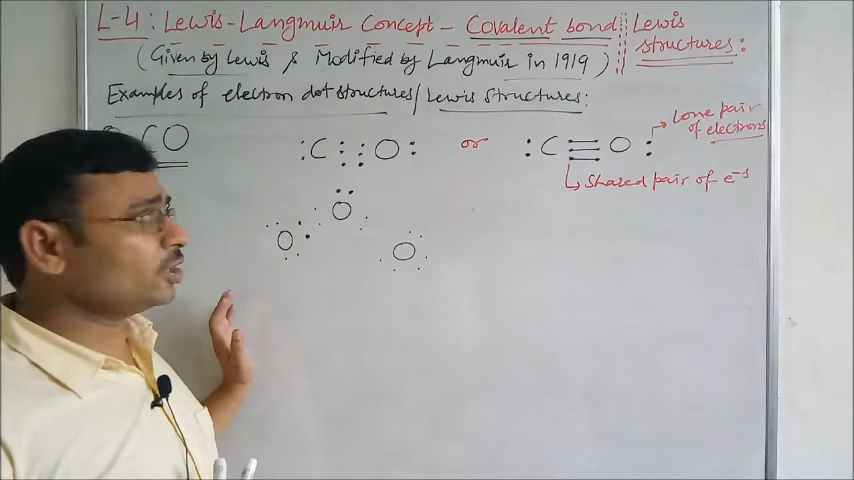 L-4: Lewis-Langmuir Concept - Covalent bond
(Given by Lewis & Modified by Langmuir in 1919)
Lewis
structures:
Examples of electron dot structures/Lewis Structures:
CO
:C:::O: or :C≡O:
Lone pair
of electrons
Shared pair of e⁻s
O
O O